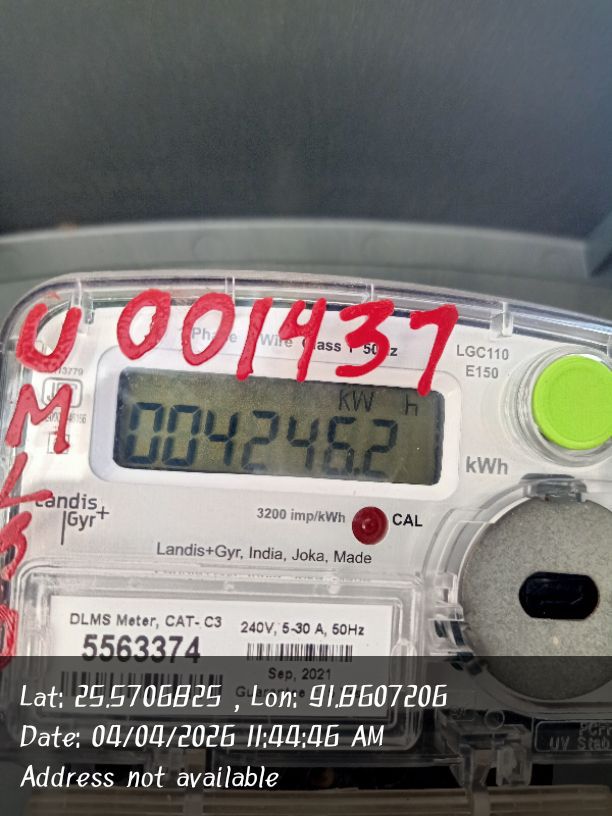 U 001437
M
1 Phase 2 Wire Class 1 50Hz
LGC110
E150
KW h
004246.2
kWh
Landis
Gyr+
3200 imp/kWh
CAL
Landis+Gyr, India, Joka, Made
DLMS Meter, CAT- C3
5563374
240V, 5-30 A, 50Hz
Sep, 2021
Lat: 25.5706825 , Lon: 91.8607206
Date: 04/04/2026 11:44:46 AM
Address not available